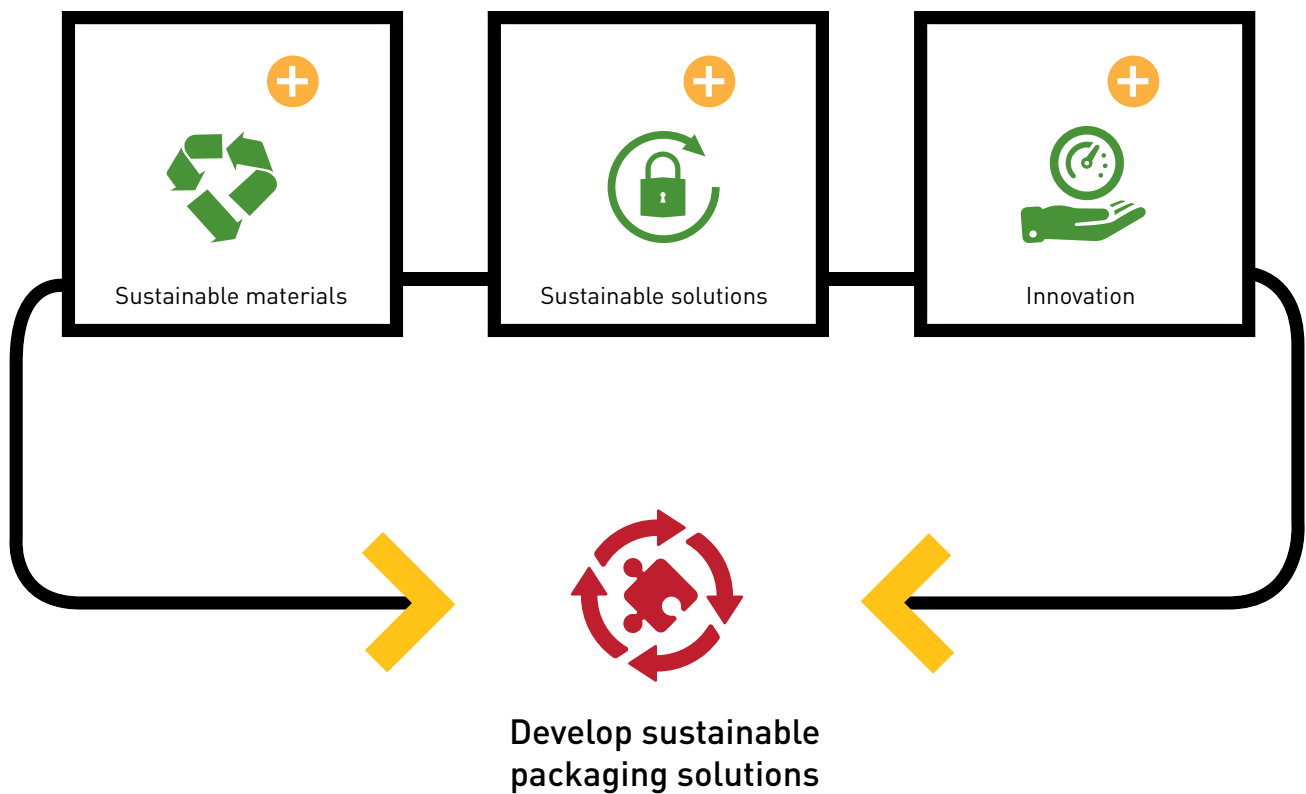 Sustainable materials
Sustainable solutions
Innovation
Develop sustainable
packaging solutions